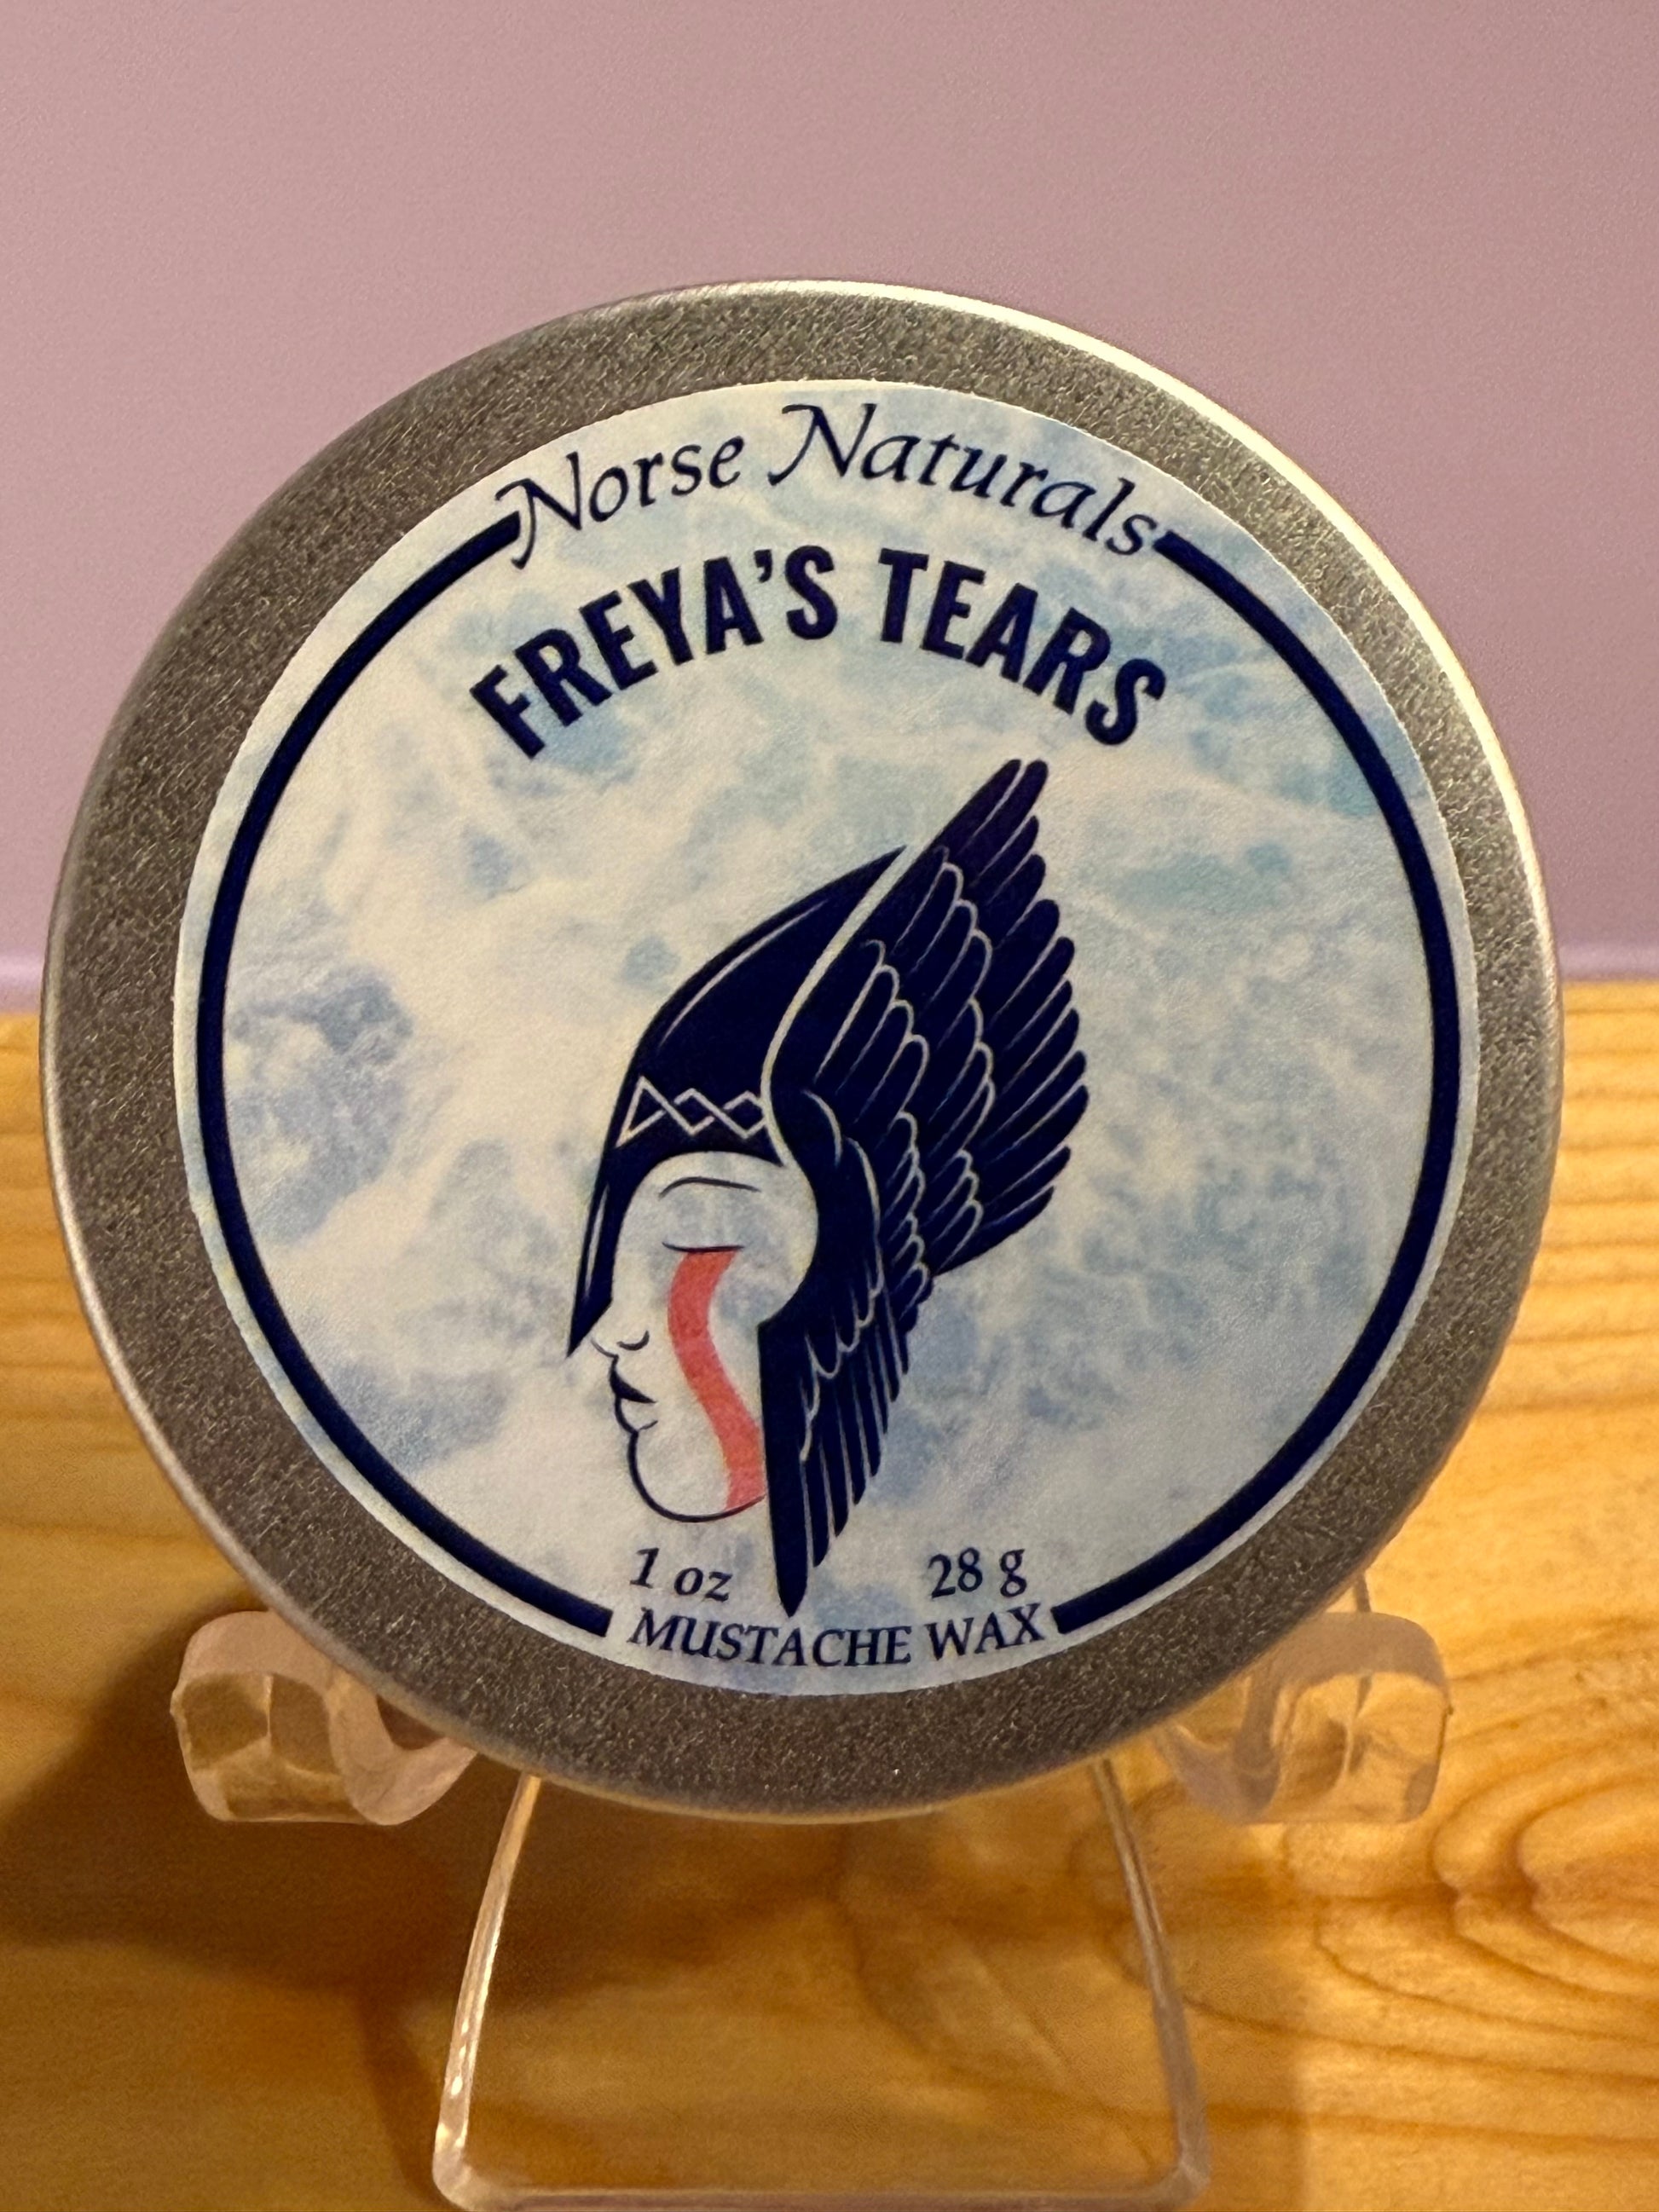 Norse Naturals
FREYA'S TEARS
1 oz 28 g
MUSTACHE WAX